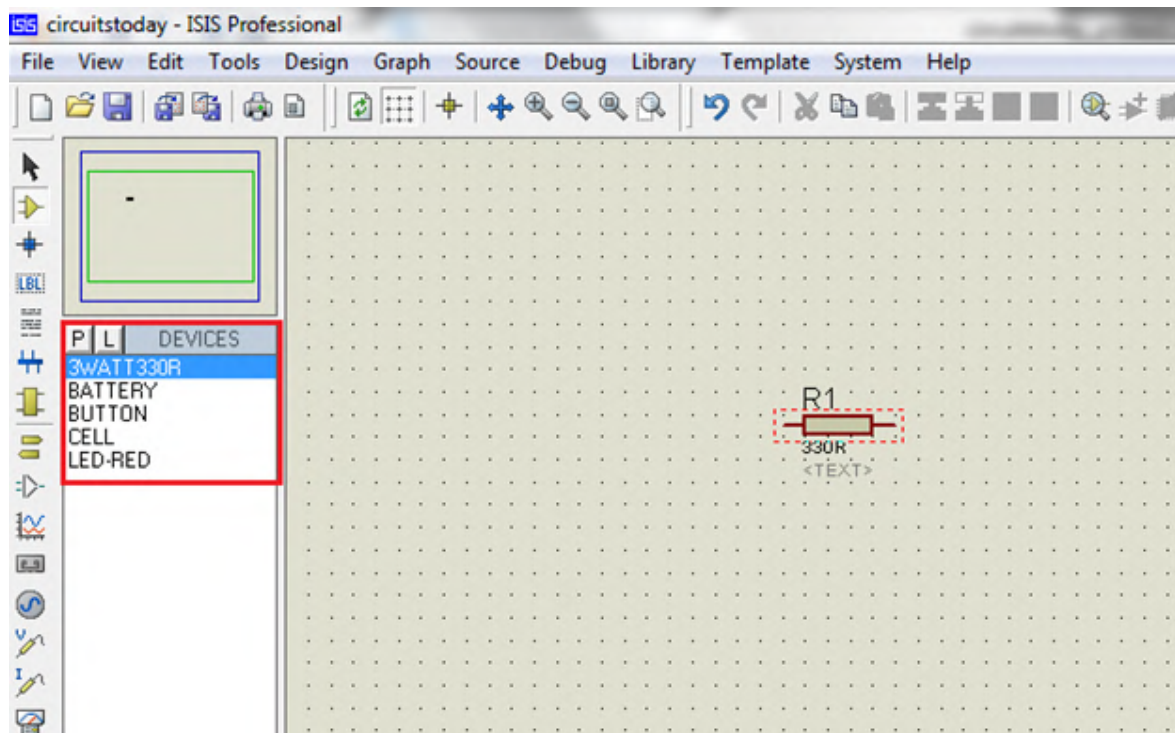 ISIS circuitstoday - ISIS Professional
File View Edit Tools Design Graph Source Debug Library Template System Help
LBL
P L DEVICES
3WATT330R
BATTERY
BUTTON
CELL
LED-RED
R1
330R
<TEXT>
V
I